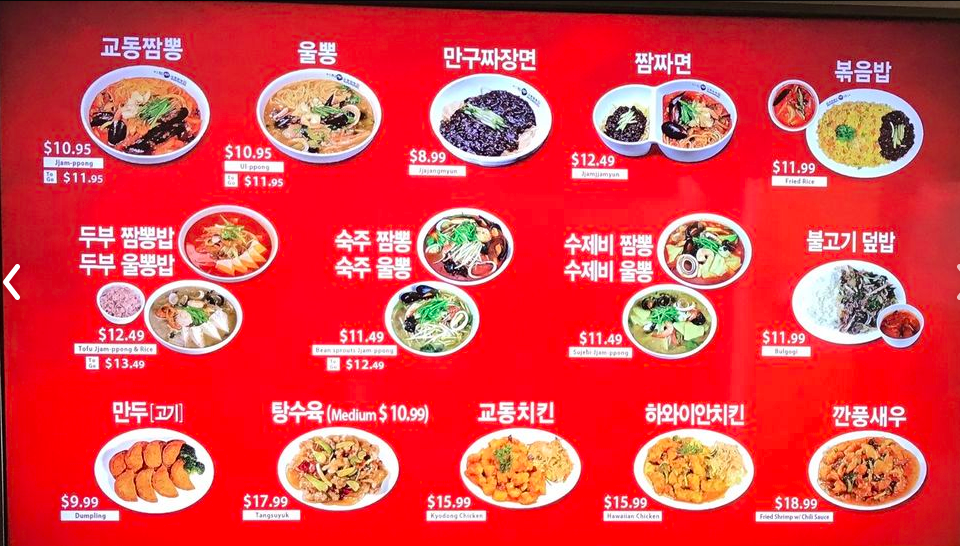 교동짬뽕
$10.95
Jjam-ppong
To Go $11.95
울뽕
$10.95
Ul-ppong
To Go $11.95
만구짜장면
$8.99
Jjajangmyun
짬짜면
$12.49
Jjamjjamyun
볶음밥
$11.99
Fried Rice
두부 짬뽕밥
두부 울뽕밥
$12.49
Tofu Jjam-ppong & Rice
To Go $13.49
숙주 짬뽕
숙주 울뽕
$11.49
Bean sprouts Jjam-ppong
To Go $12.49
수제비 짬뽕
수제비 울뽕
$11.49
Sujebi Jjam-ppong
불고기 덮밥
$11.99
Bulgogi
만두[고기]
$9.99
Dumpling
탕수육 (Medium $ 10.99)
$17.99
Tangsuyuk
교동치킨
$15.99
Kyodong Chicken
하와이안치킨
$15.99
Hawaiian Chicken
깐풍새우
$18.99
Fried Shrimp w/ Chili Sauce